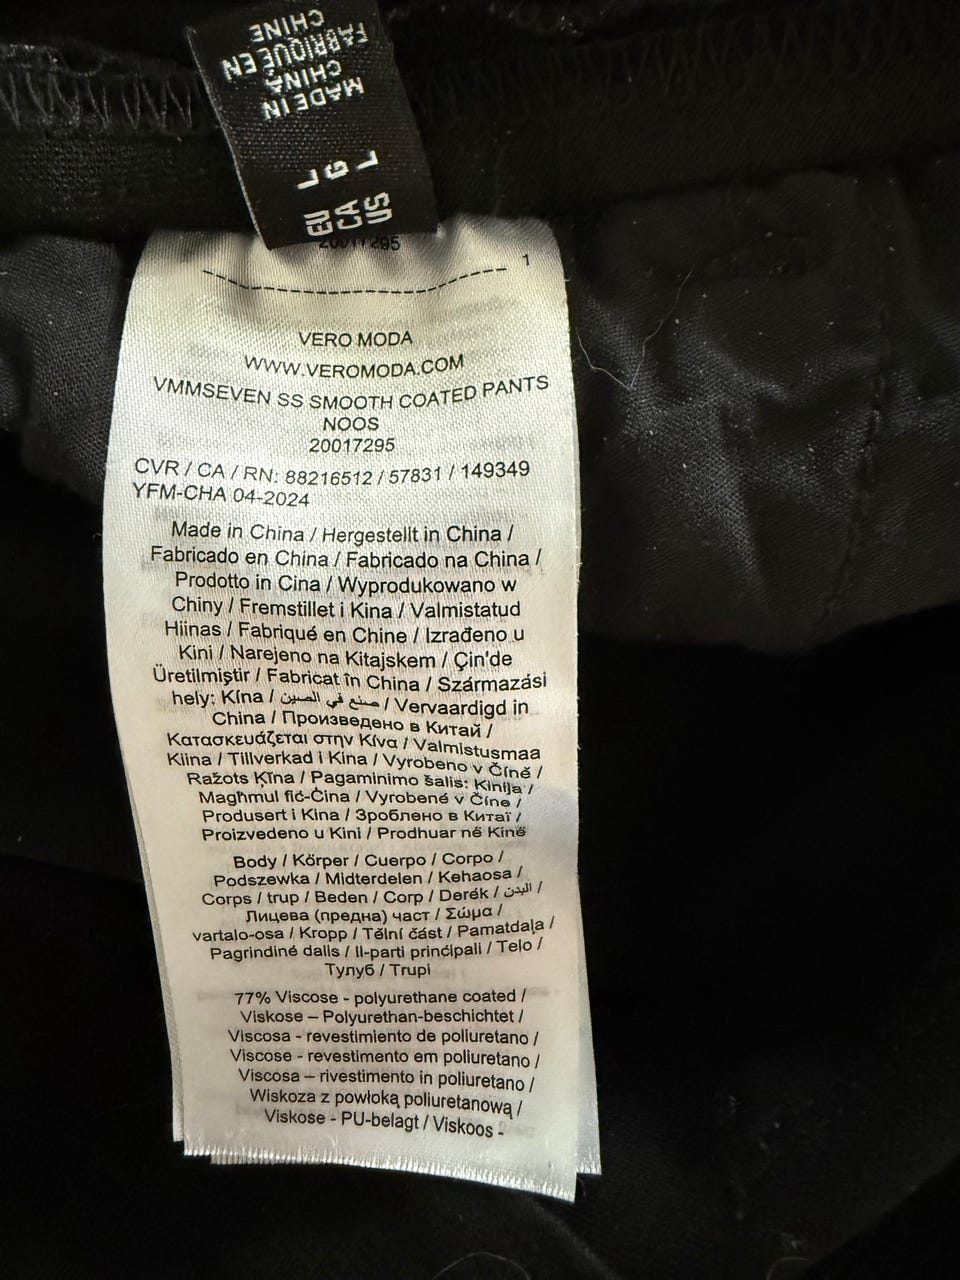 MADE IN
CHINA
FABRIQUÉ EN
CHINE
EU L
CA G
US L
20017295
1
VERO MODA
WWW.VEROMODA.COM
VMMSEVEN SS SMOOTH COATED PANTS
NOOS
20017295
CVR / CA / RN: 88216512 / 57831 / 149349
YFM-CHA 04-2024
Made in China / Hergestellt in China /
Fabricado en China / Fabricado na China /
Prodotto in Cina / Wyprodukowano w
Chiny / Fremstillet i Kina / Valmistatud
Hiinas / Fabriqué en Chine / Izrađeno u
Kini / Narejeno na Kitajskem / Çin'de
Üretilmiştir / Fabricat în China / Származási
hely: Kína / صنع في الصين / Vervaardigd in
China / Произведено в Китай /
Κατασκευάζεται στην Κίνα / Valmistusmaa
Kiina / Tillverkad i Kina / Vyrobeno v Číně /
Ražots Ķīna / Pagaminimo šalis: Kinija /
Magħmul fiċ-Ċina / Vyrobené v Číne /
Produsert i Kina / Зроблено в Китаї /
Proizvedeno u Kini / Prodhuar në Kinë
Body / Körper / Cuerpo / Corpo /
Podszewka / Midterdelen / Kehaosa /
Corps / trup / Beden / Corp / Derék / البدن /
Лицева (предна) част / Σώμα /
vartalo-osa / Kropp / Tělní část / Pamatdaļa /
Pagrindinė dalis / Il-parti prinċipali / Telo /
Тулуб / Trupi
77% Viscose - polyurethane coated /
Viskose – Polyurethan-beschichtet /
Viscosa - revestimiento de poliuretano /
Viscose - revestimento em poliuretano /
Viscosa – rivestimento in poliuretano /
Wiskoza z powłoką poliuretanową /
Viskose - PU-belagt / Viskoos -